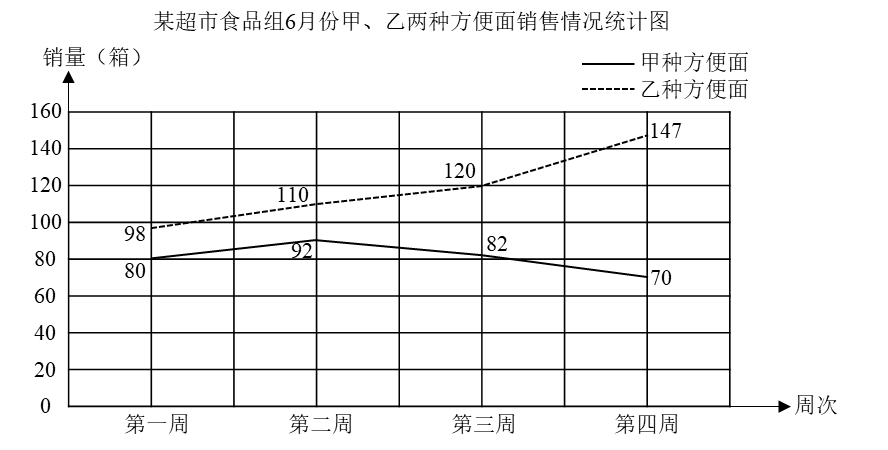 某超市食品组6月份甲、乙两种方便面销售情况统计图
销量（箱）
甲种方便面
乙种方便面
160
140
120
100
80
60
40
20
0
98
110
120
147
80
92
82
70
第一周
第二周
第三周
第四周
周次